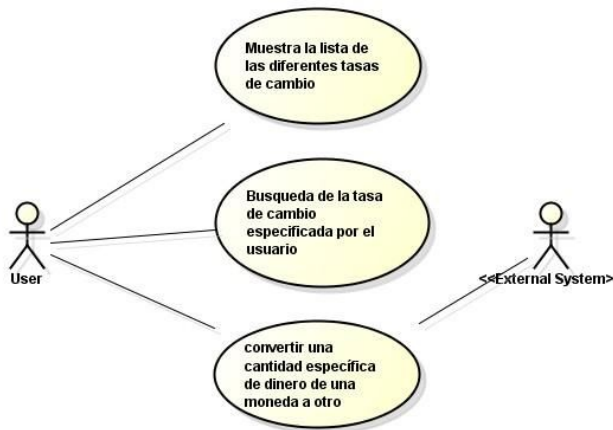 Muestra la lista de
las diferentes tasas
de cambio
Busqueda de la tasa
de cambio
especificada por el
usuario
User
<<External System>
convertir una
cantidad específica
de dinero de una
moneda a otro